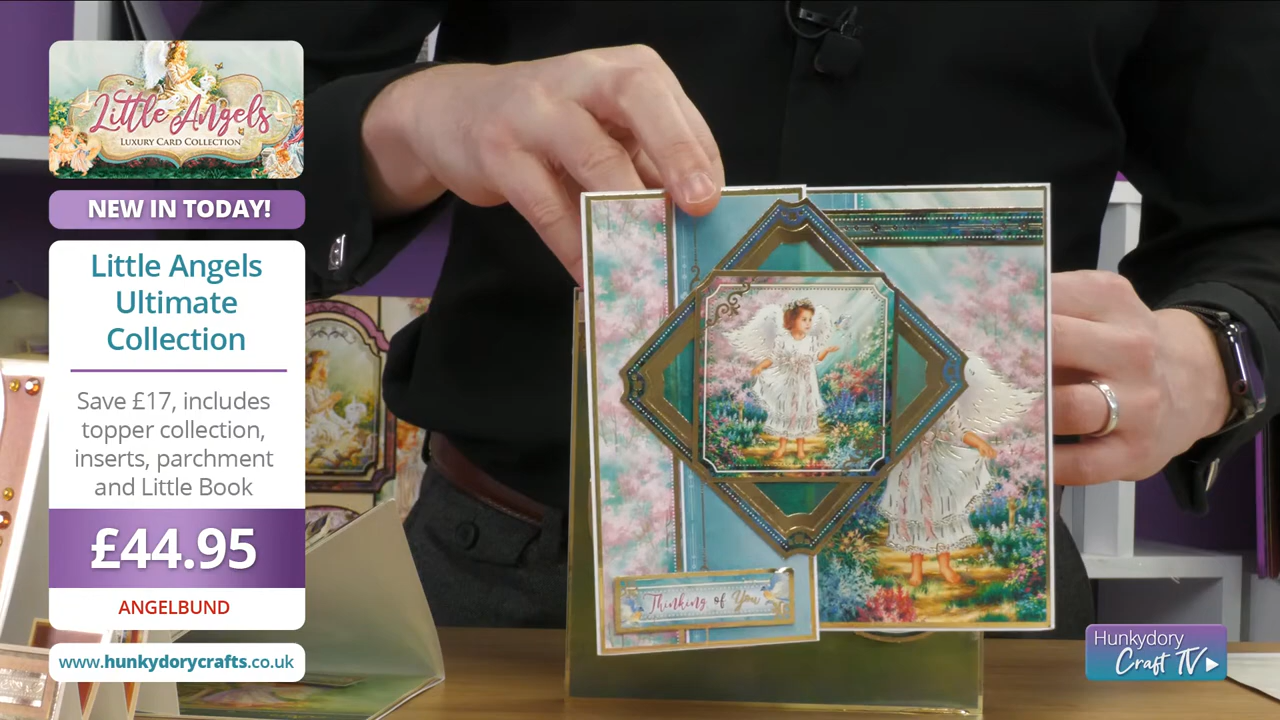 Little Angels
LUXURY CARD COLLECTION
NEW IN TODAY!
Little Angels
Ultimate
Collection
Save £17, includes
topper collection,
inserts, parchment
and Little Book
£44.95
ANGELBUND
www.hunkydorycrafts.co.uk
Thinking of You
Hunkydory
Craft TV